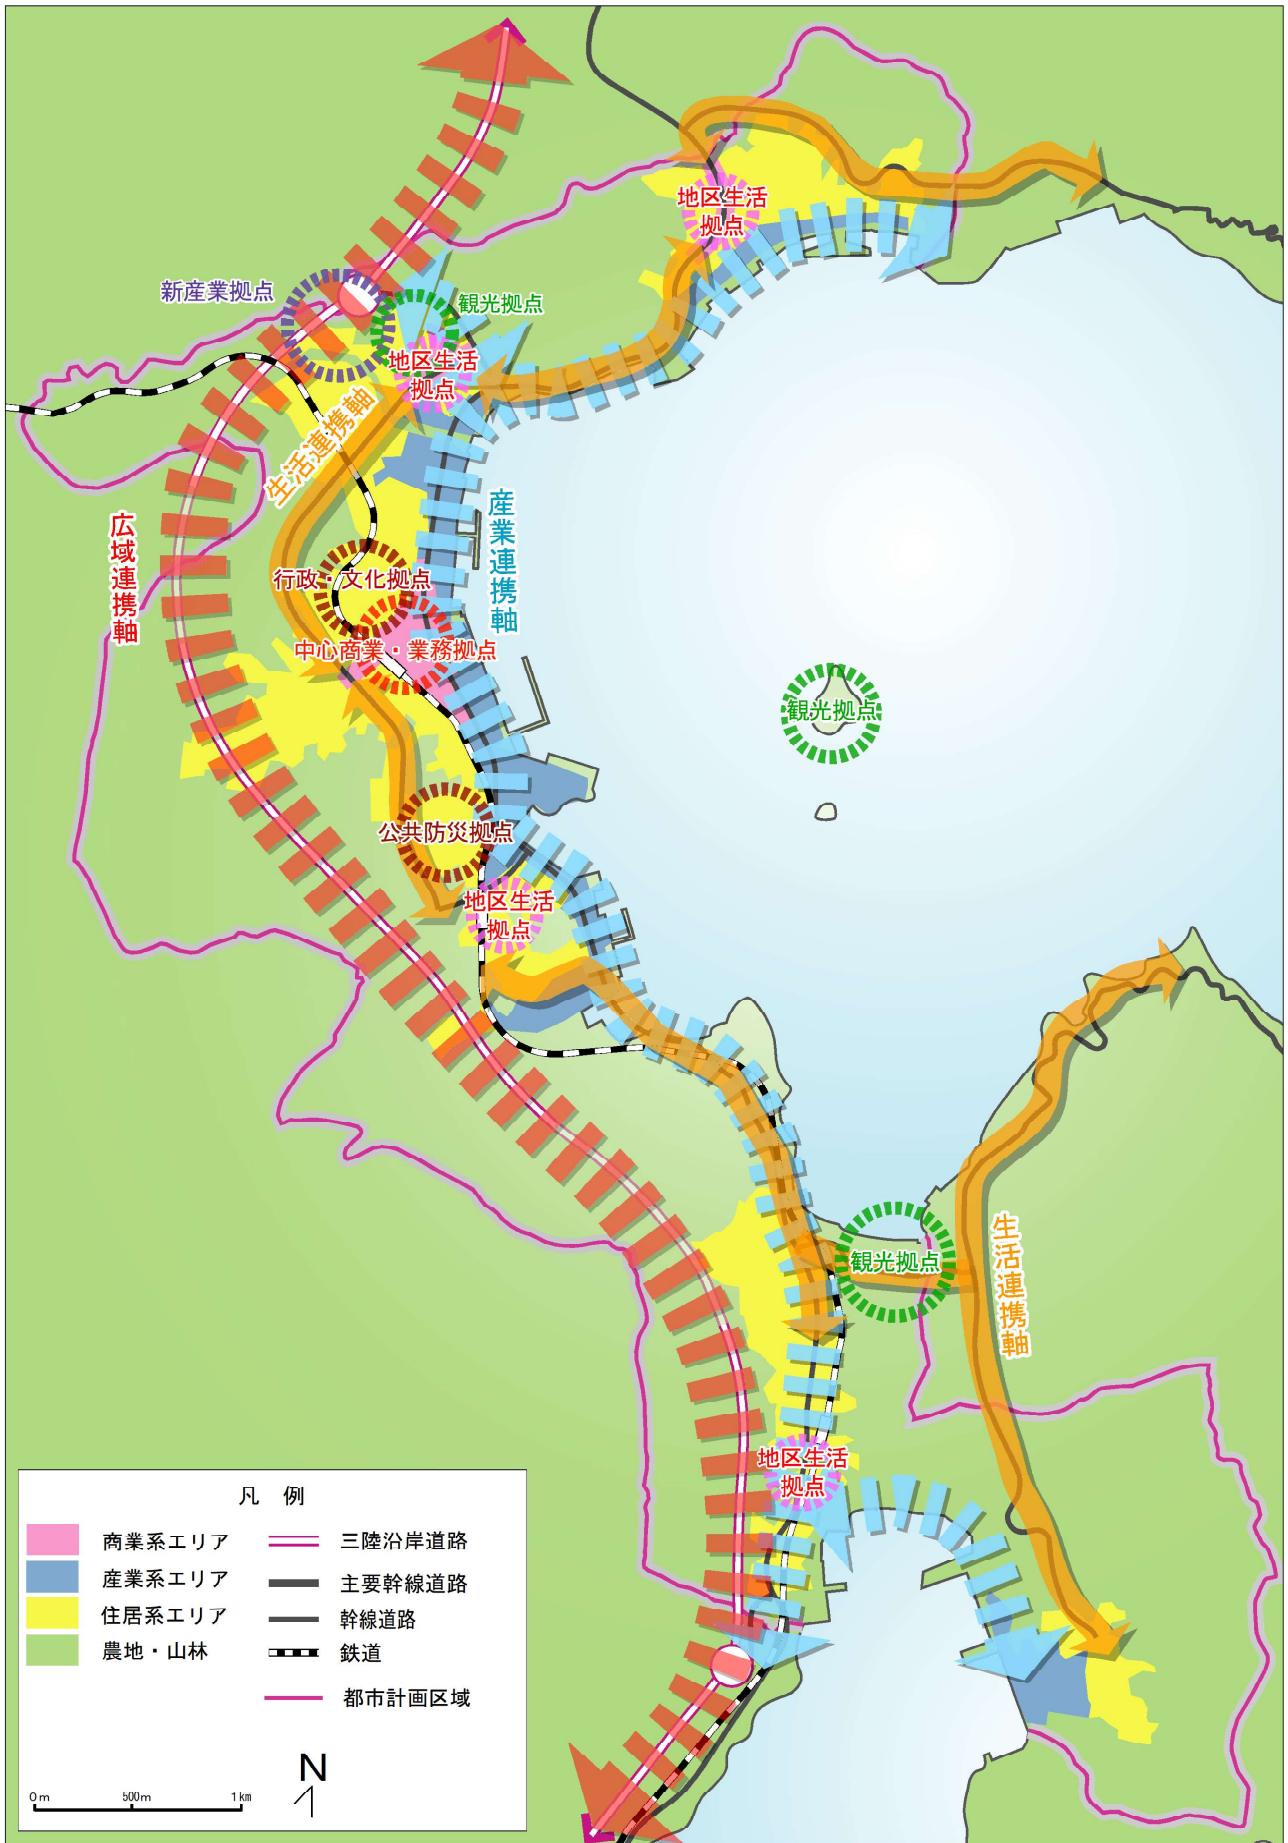 地区生活
拠点
新産業拠点
観光拠点
地区生活
拠点
生活連携軸
産業連携軸
広域連携軸
行政・文化拠点
中心商業・業務拠点
観光拠点
公共防災拠点
地区生活
拠点
観光拠点
生活連携軸
地区生活
拠点
凡 例
商業系エリア
産業系エリア
住居系エリア
農地・山林
三陸沿岸道路
主要幹線道路
幹線道路
鉄道
都市計画区域
N
0m 500m 1km